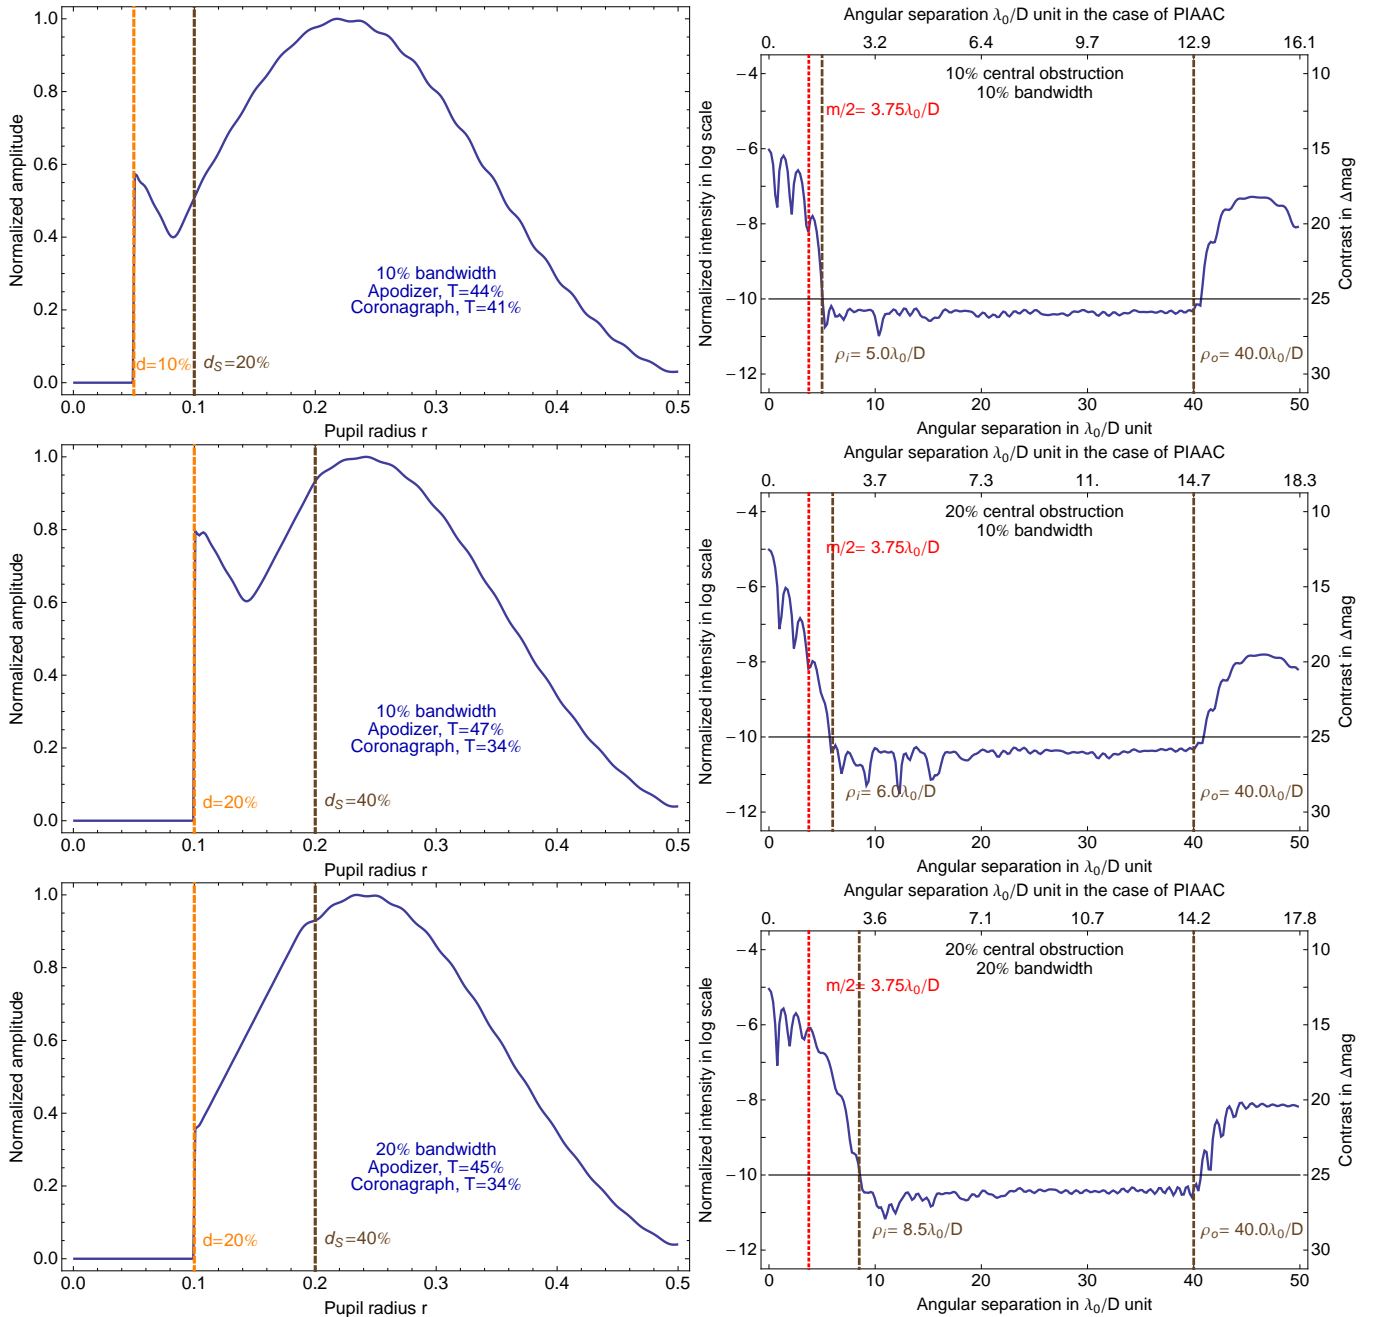 Normalized amplitude
1.0
0.8
0.6
0.4
0.2
0.0
10% bandwidth
Apodizer, T=44%
Coronagraph, T=41%
d=10%
d_S=20%
0.0 0.1 0.2 0.3 0.4 0.5
Pupil radius r
Angular separation λ₀/D unit in the case of PIAAC
0. 3.2 6.4 9.7 12.9 16.1
Normalized intensity in log scale
−4
−6
−8
−10
−12
10% central obstruction
10% bandwidth
m/2= 3.75λ₀/D
ρᵢ= 5.0λ₀/D
ρₒ= 40.0λ₀/D
10
15
20
25
30
Contrast in Δmag
0 10 20 30 40 50
Angular separation in λ₀/D unit
Normalized amplitude
1.0
0.8
0.6
0.4
0.2
0.0
10% bandwidth
Apodizer, T=47%
Coronagraph, T=34%
d=20%
d_S=40%
0.0 0.1 0.2 0.3 0.4 0.5
Pupil radius r
Angular separation λ₀/D unit in the case of PIAAC
0. 3.7 7.3 11. 14.7 18.3
Normalized intensity in log scale
−4
−6
−8
−10
−12
20% central obstruction
10% bandwidth
m/2= 3.75λ₀/D
ρᵢ= 6.0λ₀/D
ρₒ= 40.0λ₀/D
10
15
20
25
30
Contrast in Δmag
0 10 20 30 40 50
Angular separation in λ₀/D unit
Normalized amplitude
1.0
0.8
0.6
0.4
0.2
0.0
20% bandwidth
Apodizer, T=45%
Coronagraph, T=34%
d=20%
d_S=40%
0.0 0.1 0.2 0.3 0.4 0.5
Pupil radius r
Angular separation λ₀/D unit in the case of PIAAC
0. 3.6 7.1 10.7 14.2 17.8
Normalized intensity in log scale
−4
−6
−8
−10
−12
20% central obstruction
20% bandwidth
m/2= 3.75λ₀/D
ρᵢ= 8.5λ₀/D
ρₒ= 40.0λ₀/D
10
15
20
25
30
Contrast in Δmag
0 10 20 30 40 50
Angular separation in λ₀/D unit